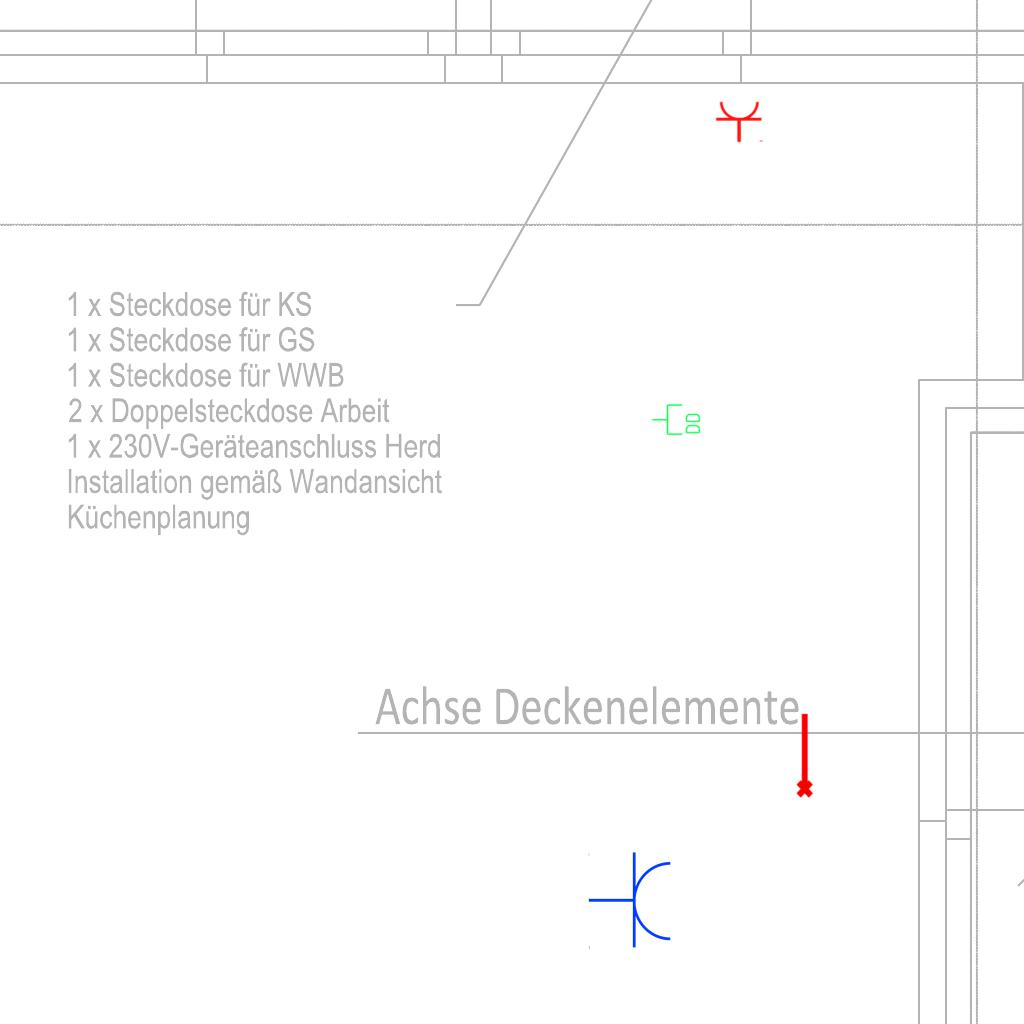 1 x Steckdose für KS
1 x Steckdose für GS
1 x Steckdose für WWB
2 x Doppelsteckdose Arbeit
1 x 230V-Geräteanschluss Herd
Installation gemäß Wandansicht
Küchenplanung
Achse Deckenelemente